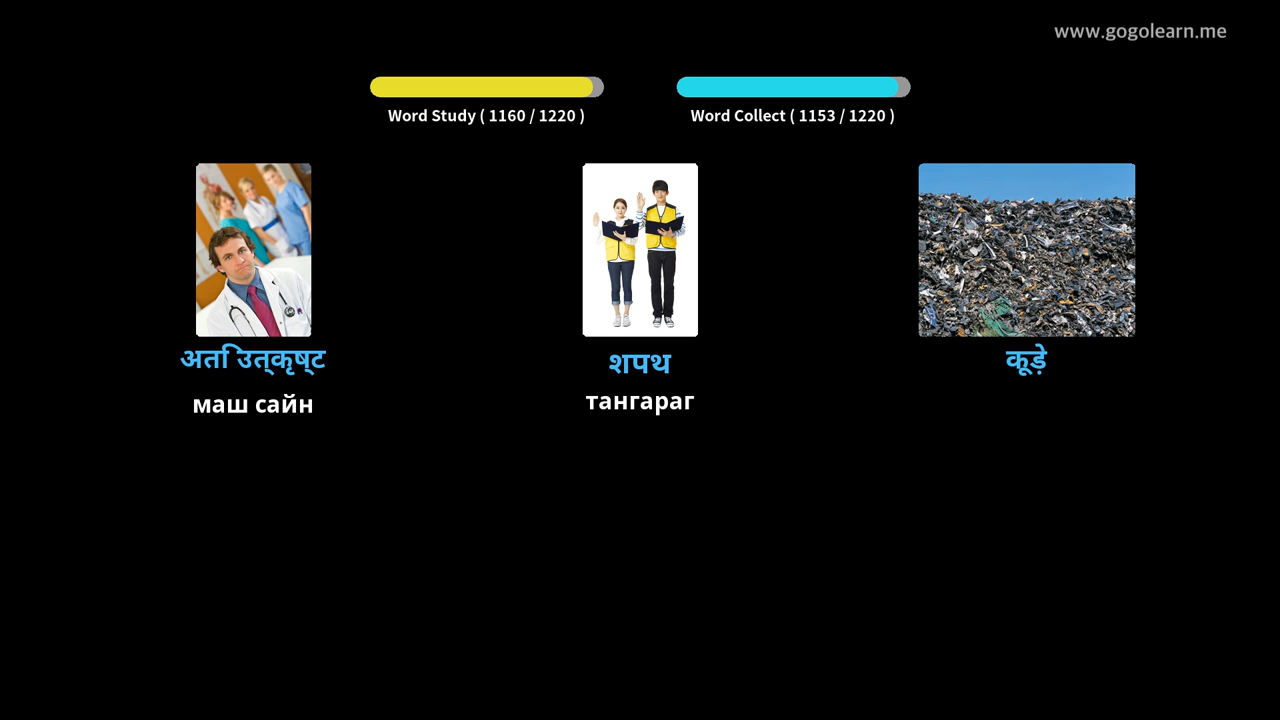 www.gogolearn.me
Word Study ( 1160 / 1220 )
Word Collect ( 1153 / 1220 )
अति उत्कृष्ट
शपथ
कूड़े
маш сайн
тангараг